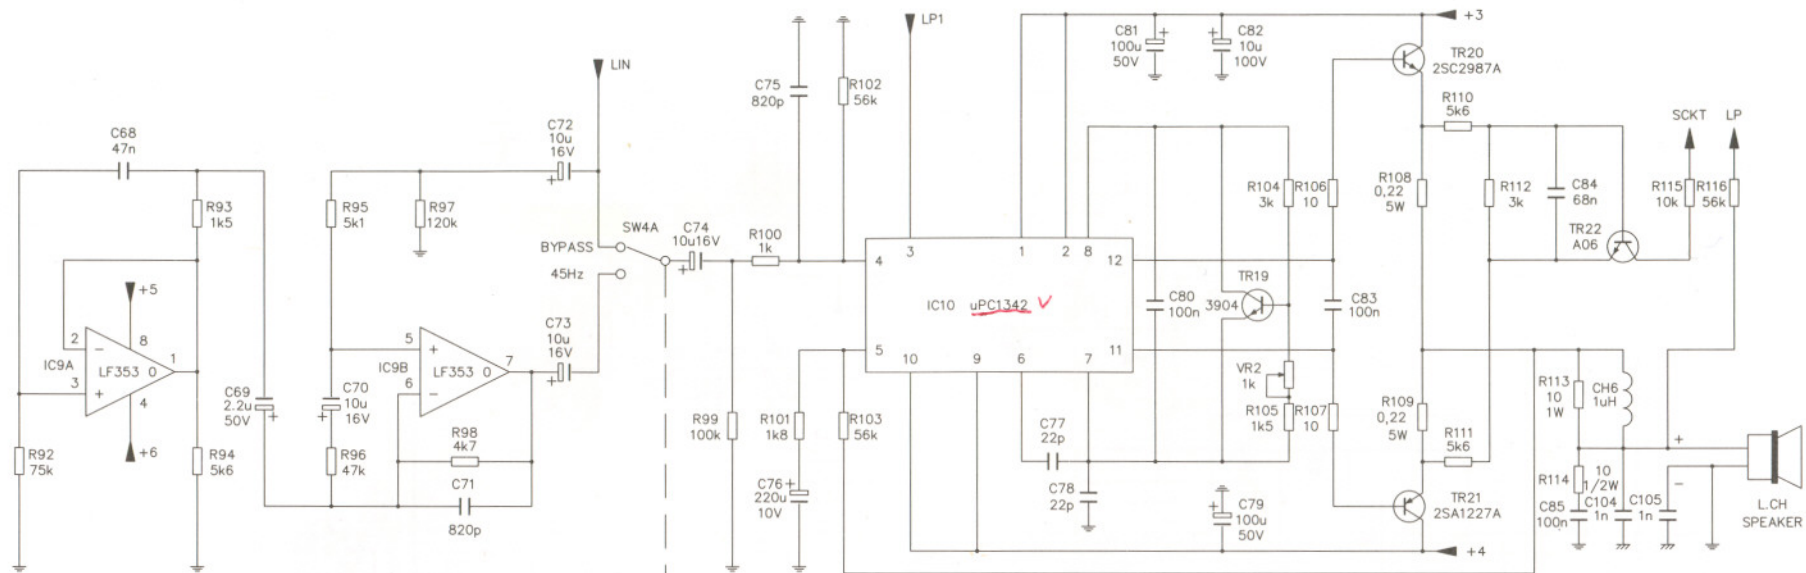 C68
47n
R93
1k5
2
8
+5
IC9A
LF353
O
1
3
4
+6
R92
75k
R94
5k6
C69
2.2u
50V
R95
5k1
R97
120k
C70
10u
16V
R96
47k
5
6
7
IC9B
LF353
O
R98
4k7
C71
820p
C72
10u
16V
LIN
C73
10u
16V
BYPASS
45Hz
SW4A
C74
10u16V
R100
1k
R99
100k
C75
820p
R102
56k
LP1
R101
1k8
R103
56k
C76
220u
10V
3
1
2
8
4
12
IC10 uPC1342 V
5
11
10
9
6
7
C77
22p
C78
22p
C79
100u
50V
C81
100u
50V
C82
10u
100V
+3
+4
C80
100n
R104
3k
TR19
3904
VR2
1k
R105
1k5
R106
10
C83
100n
R107
10
TR20
2SC2987A
R110
5k6
R108
0,22
5W
R109
0,22
5W
R111
5k6
TR21
2SA1227A
R112
3k
C84
68n
TR22
A06
SCKT
LP
R115
10k
R116
56k
R113
10
1W
CH6
1uH
R114
10
1/2W
C85
100n
C104
1n
C105
1n
+
−
L.CH
SPEAKER